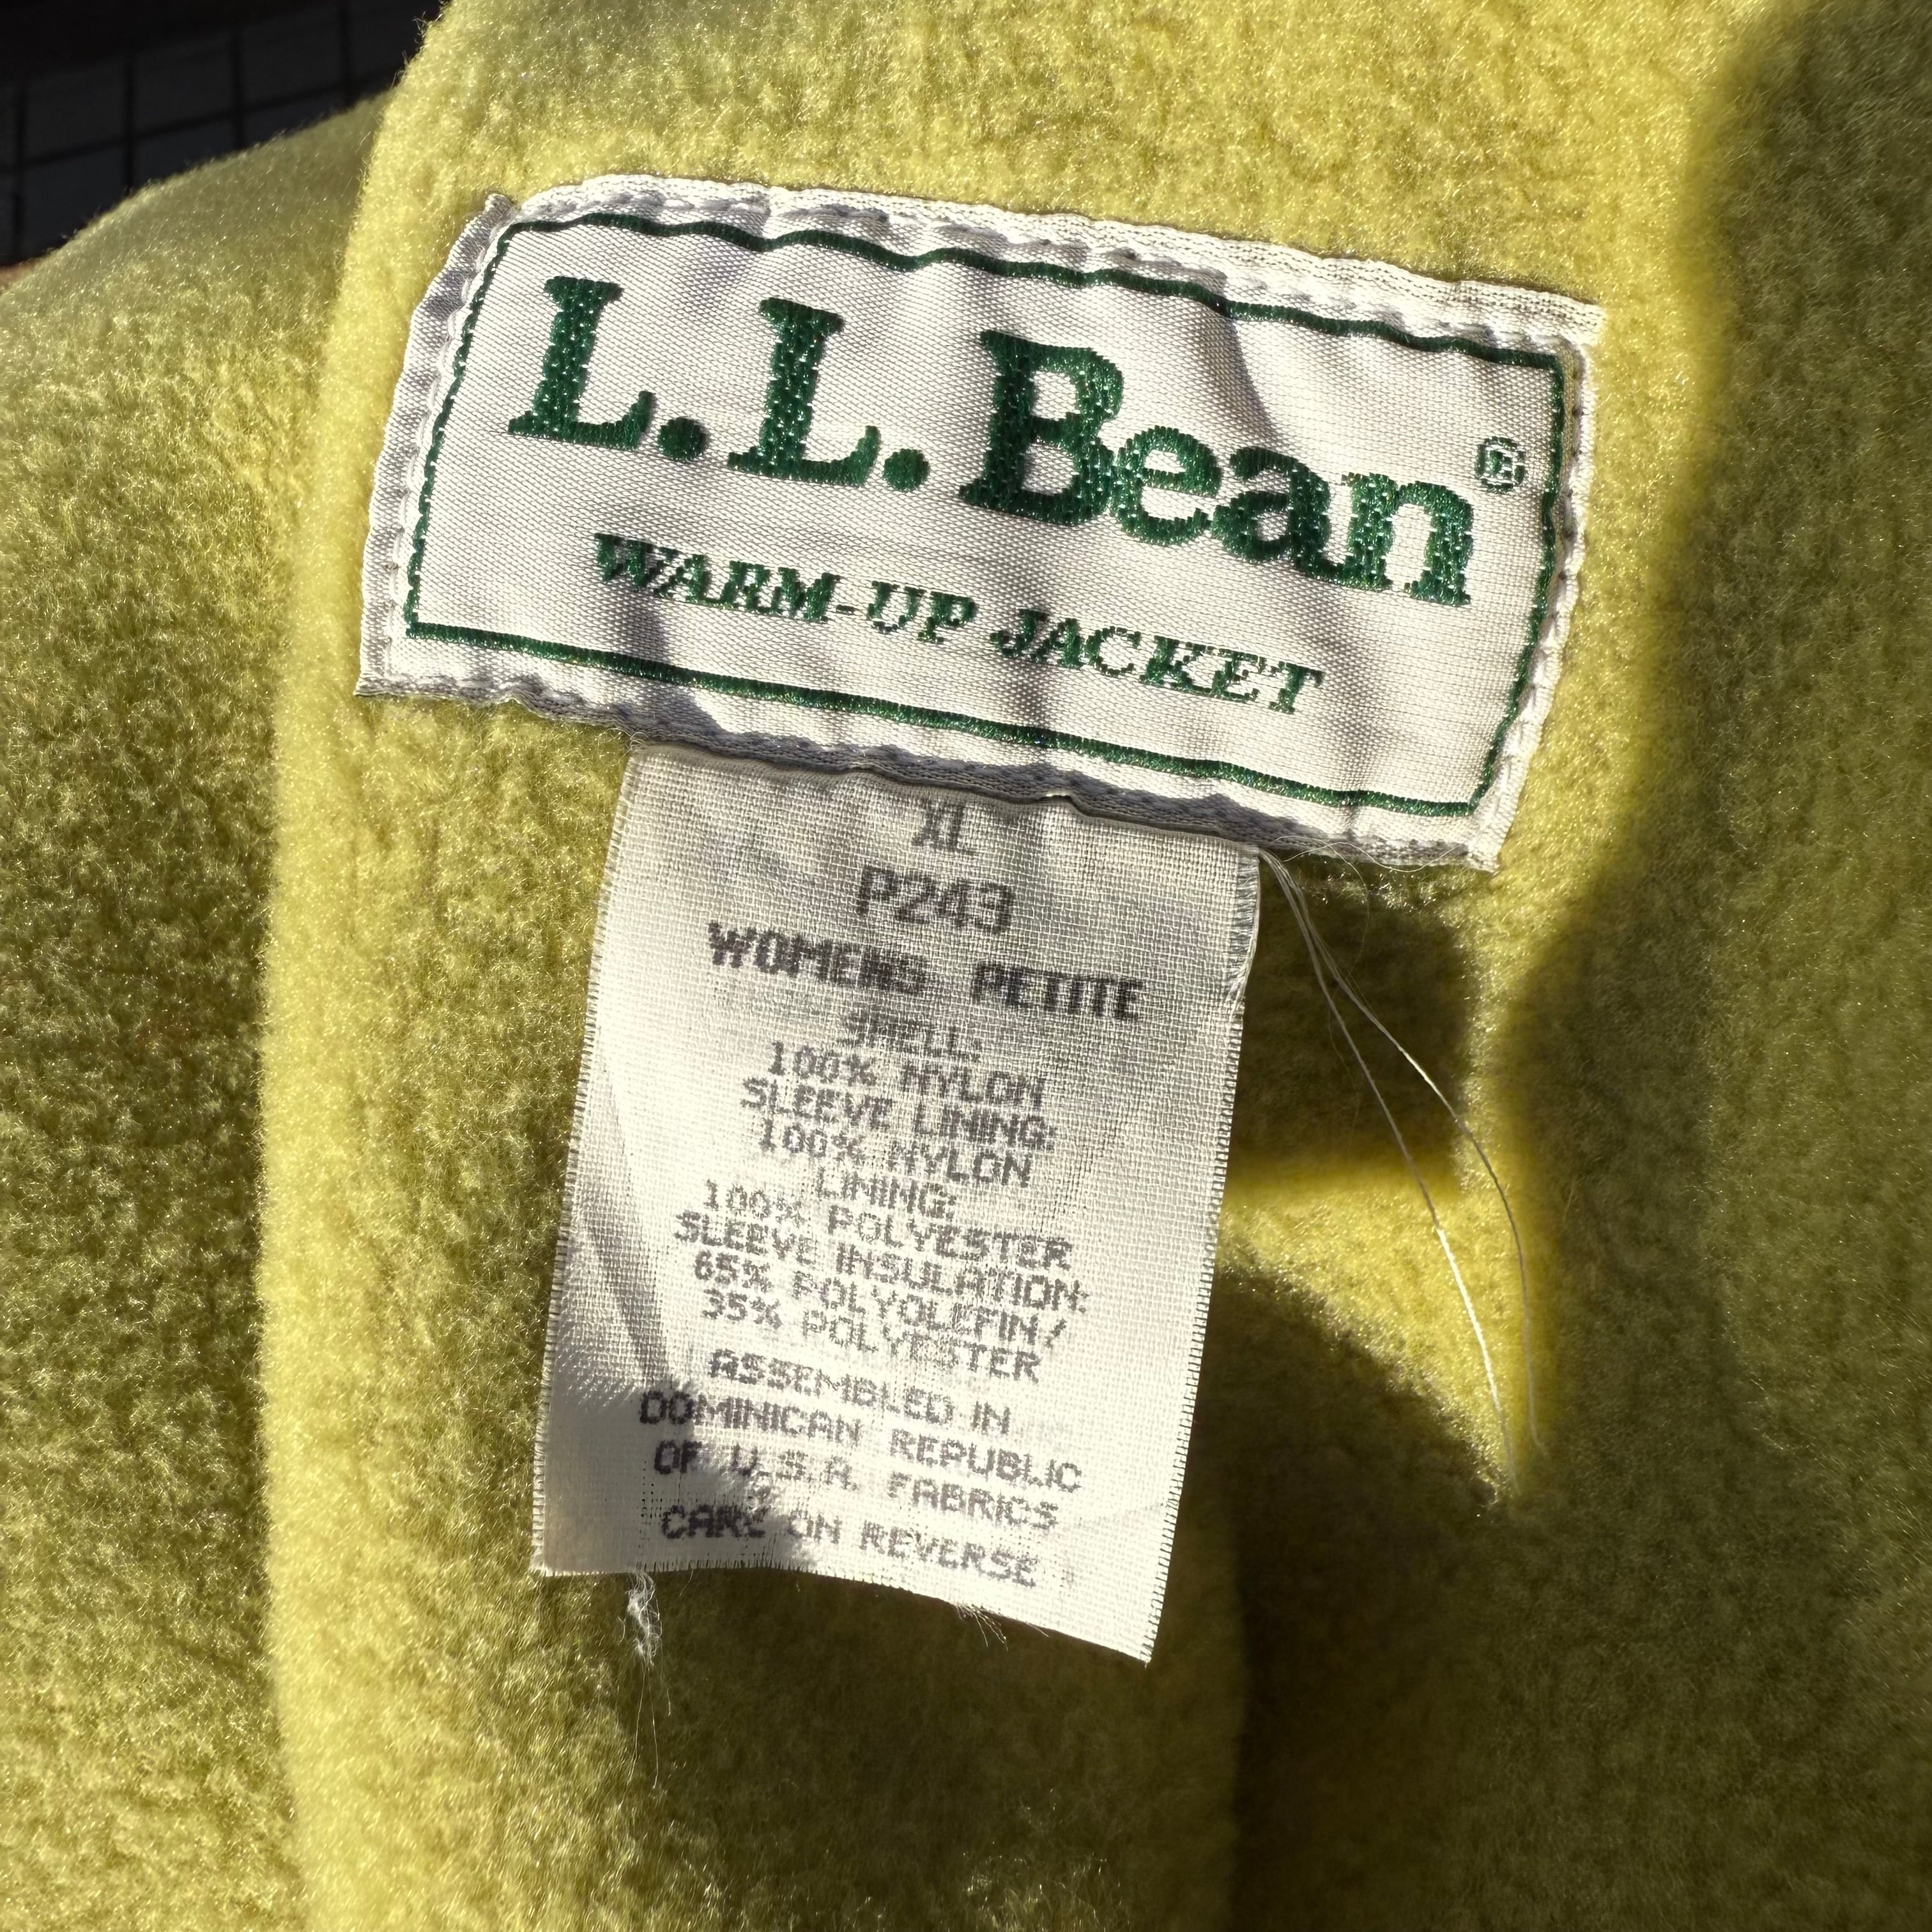 L.L.Bean®
WARM-UP JACKET
XL
P243
WOMENS PETITE
SHELL:
100% NYLON
SLEEVE LINING:
100% NYLON
LINING:
100% POLYESTER
SLEEVE INSULATION:
65% POLYOLEFIN/
35% POLYESTER
ASSEMBLED IN
DOMINICAN REPUBLIC
OF U.S.A. FABRICS
CARE ON REVERSE